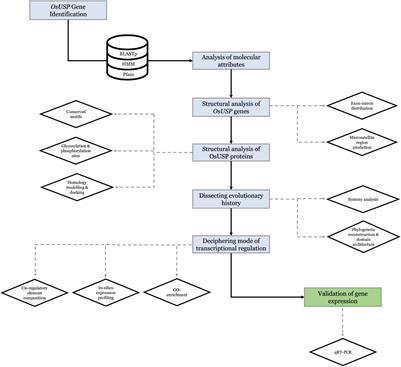 OsUSP Gene
Identification
BLASTp
HMM
Pfam
Analysis of molecular
attributes
Structural analysis of
OsUSP genes
Exon-intron
distribution
Microsatellite
region
prediction
Conserved
motifs
Glycosylation &
phosphorylation
sites
Homology
modelling &
docking
Structural analysis of
OsUSP proteins
Dissecting evolutionary
history
Synteny analysis
Phylogenetic
reconstruction &
domain
architecture
Deciphering mode of
transcriptional regulation
Cis-regulatory
element
composition
In-silico
expression
profiling
GO-
enrichment
Validation of gene
expression
qRT-PCR